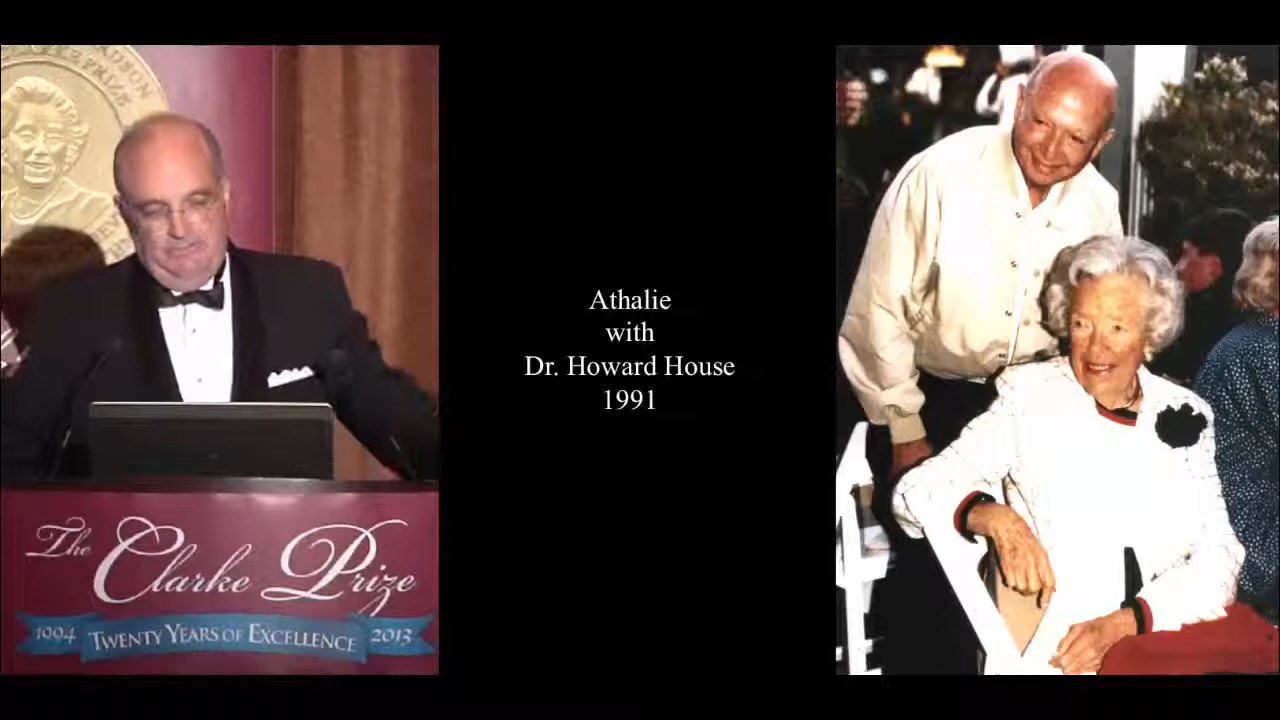 The Clarke Prize
1994 TWENTY YEARS OF EXCELLENCE 2013
Athalie
with
Dr. Howard House
1991